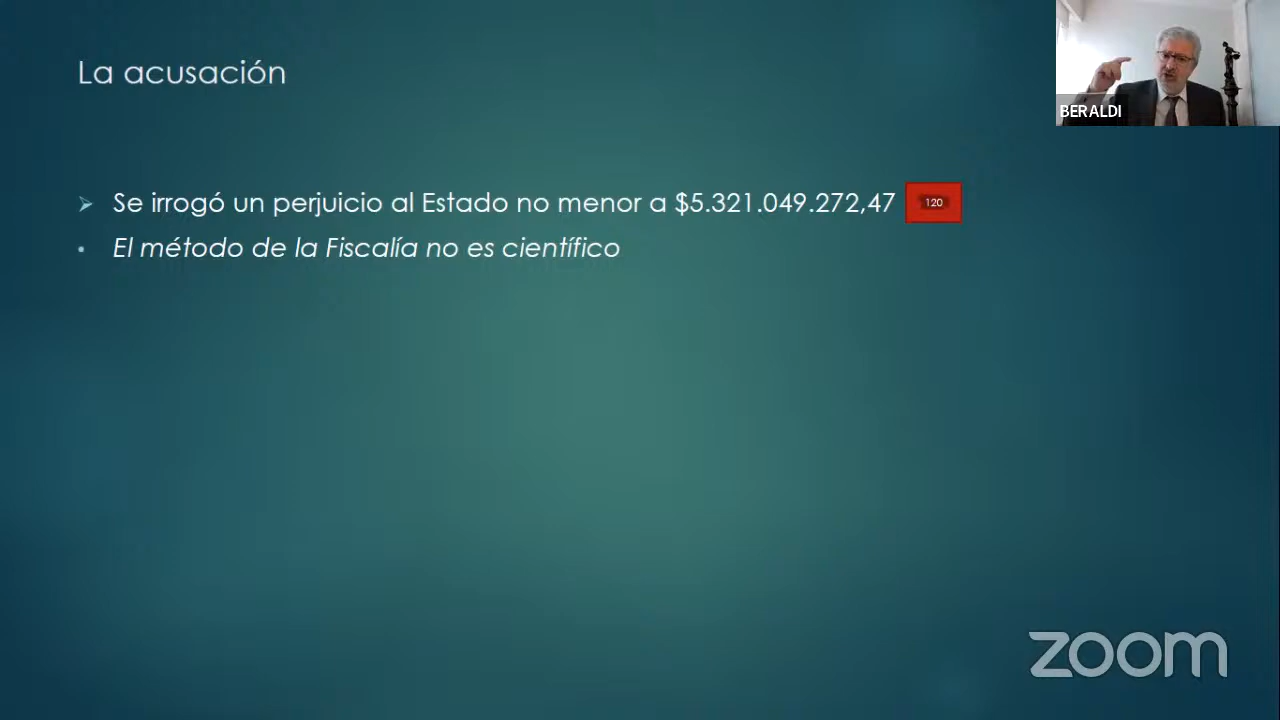 La acusación
BERALDI
Se irrogó un perjuicio al Estado no menor a $5.321.049.272,47 120
El método de la Fiscalía no es científico
zoom